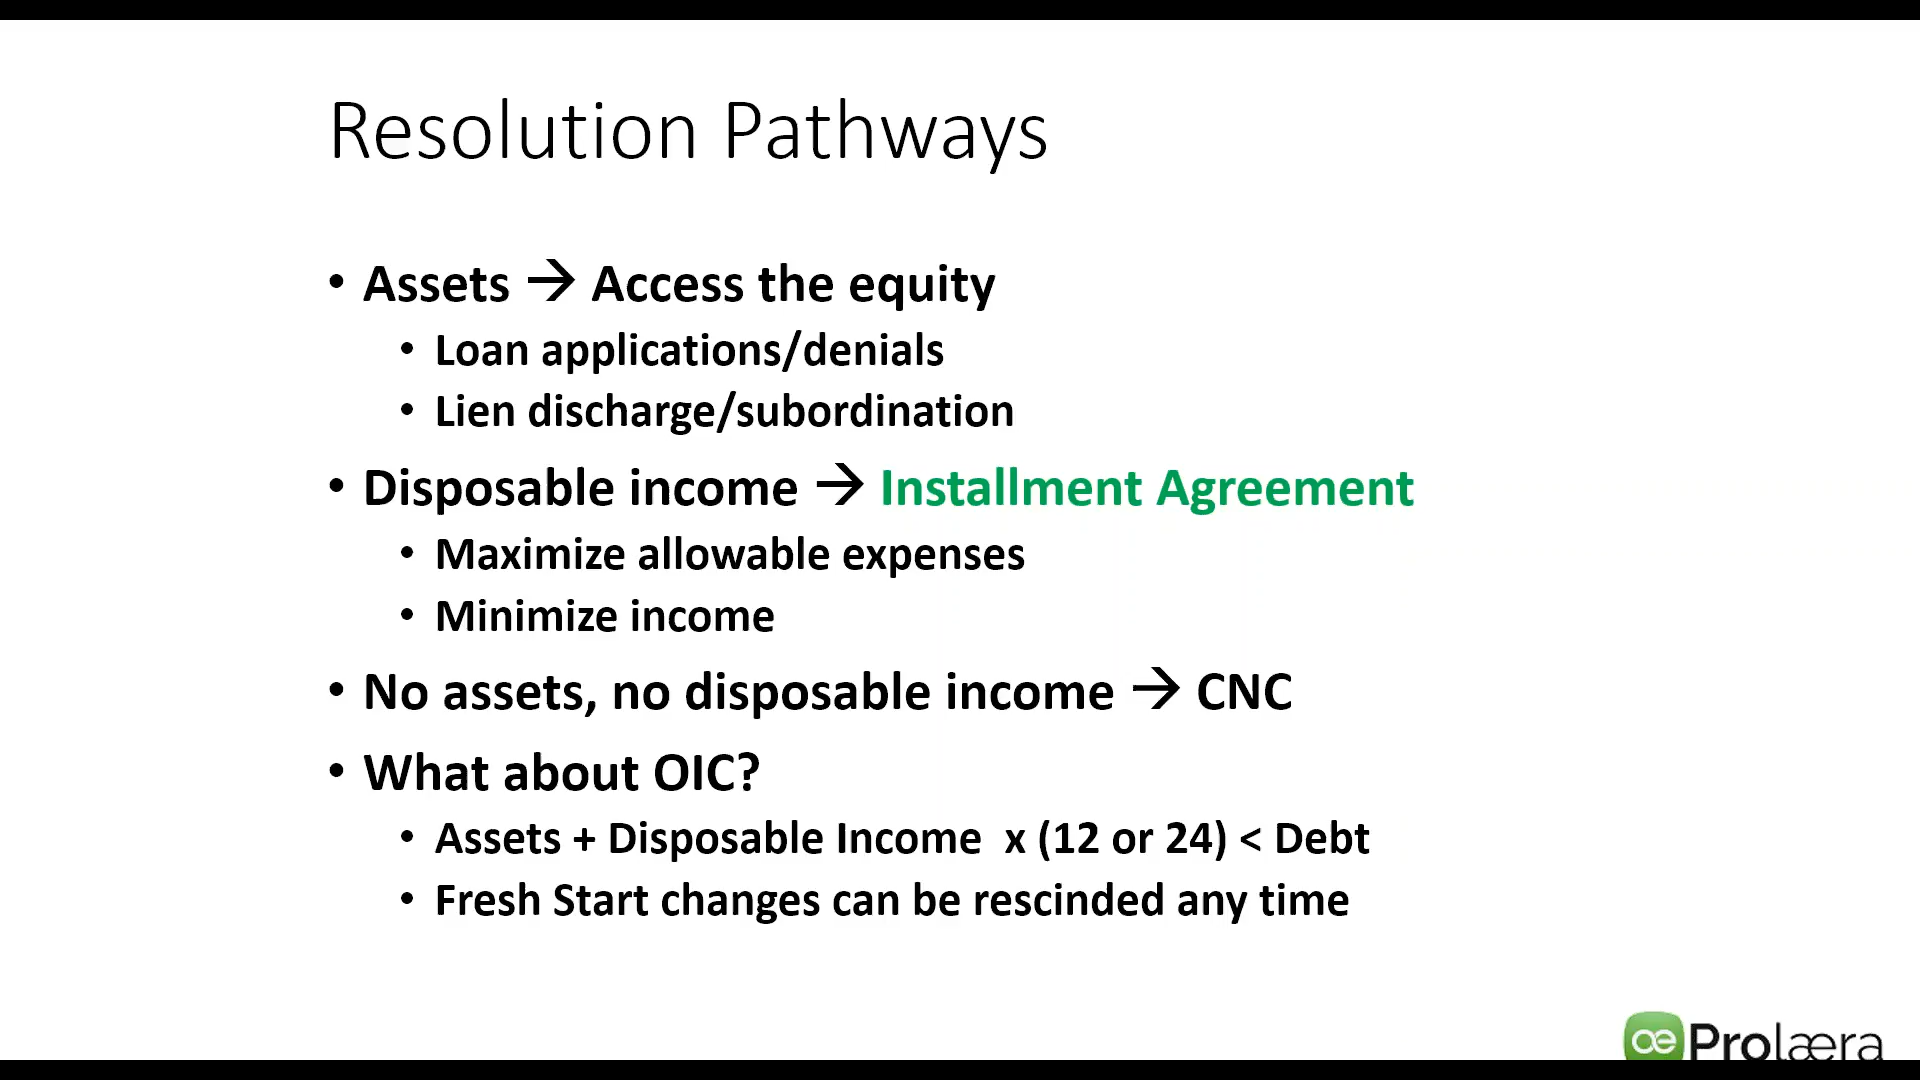 Resolution Pathways
• Assets → Access the equity
• Loan applications/denials
• Lien discharge/subordination
• Disposable income → Installment Agreement
• Maximize allowable expenses
• Minimize income
• No assets, no disposable income → CNC
• What about OIC?
• Assets + Disposable Income x (12 or 24) < Debt
• Fresh Start changes can be rescinded any time
æ Prolæra